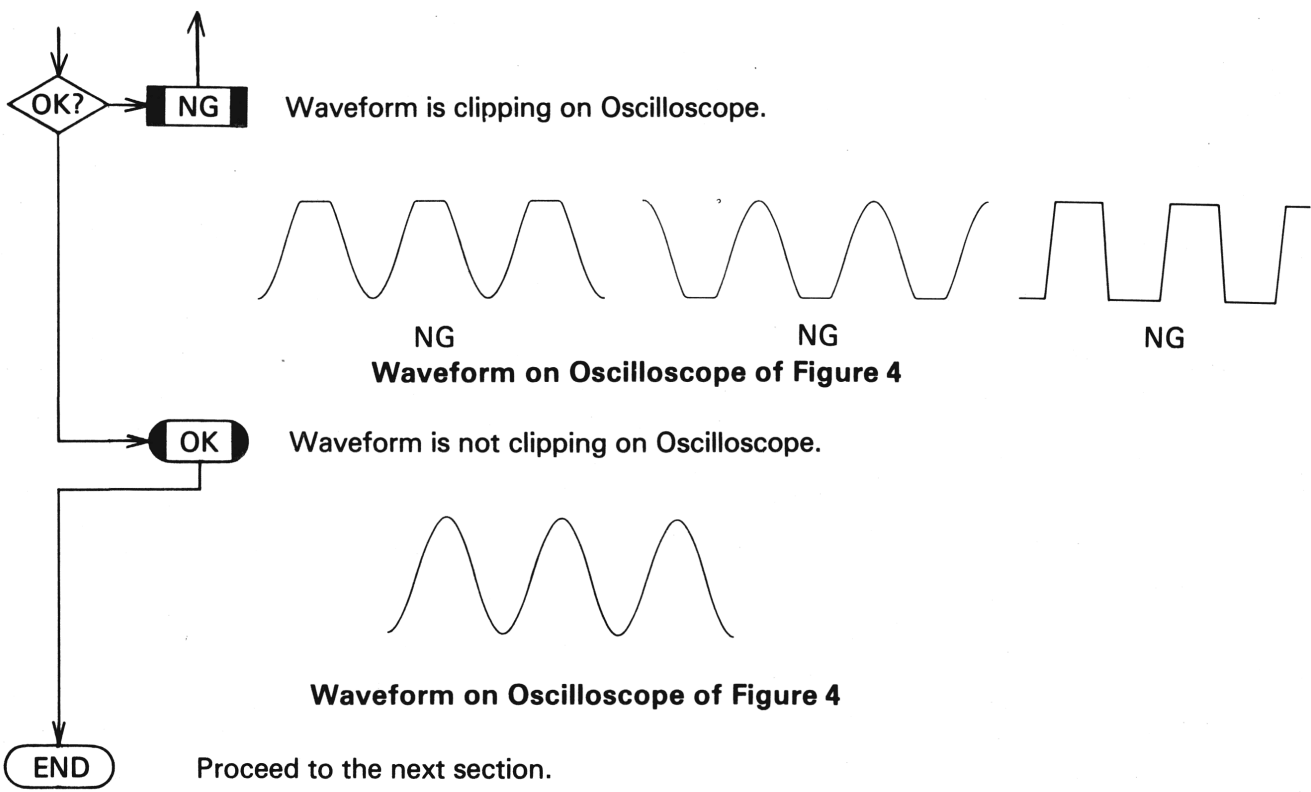 OK?
NG
Waveform is clipping on Oscilloscope.
NG
NG
NG
Waveform on Oscilloscope of Figure 4
OK
Waveform is not clipping on Oscilloscope.
Waveform on Oscilloscope of Figure 4
END
Proceed to the next section.